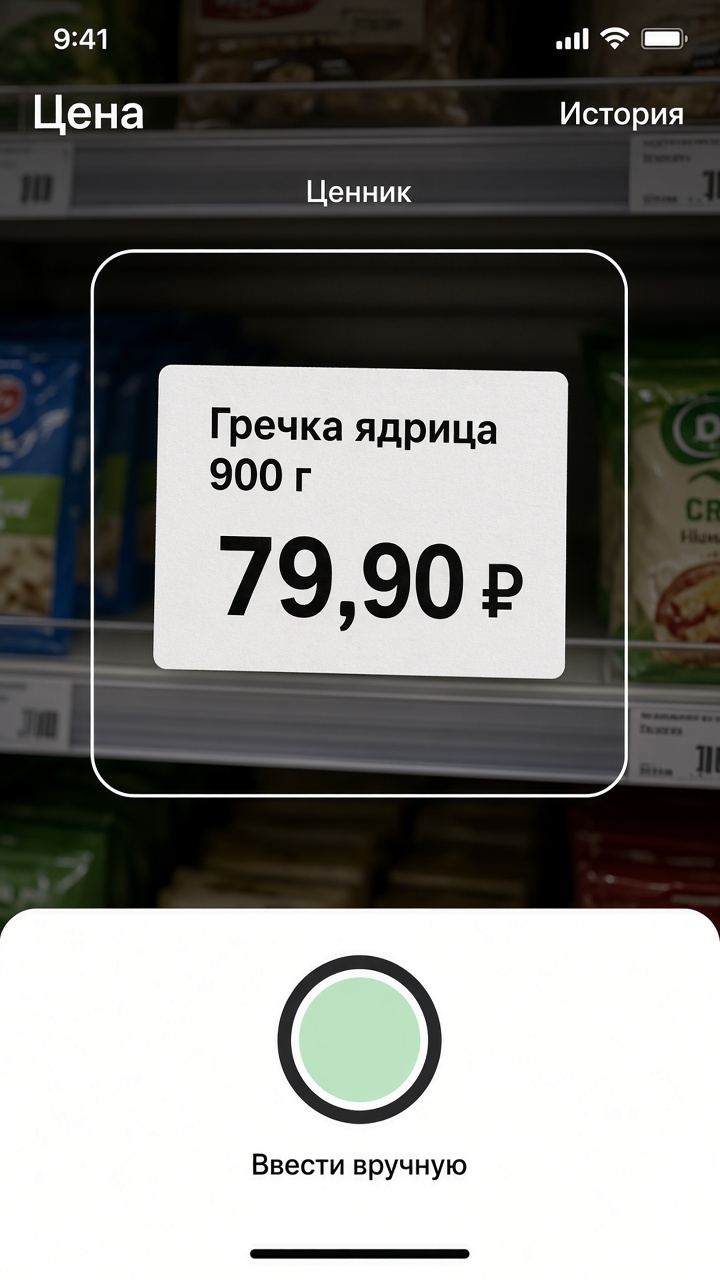 9:41
Цена
История
Ценник
Гречка ядрица
900 г
79,90 ₽
Ввести вручную